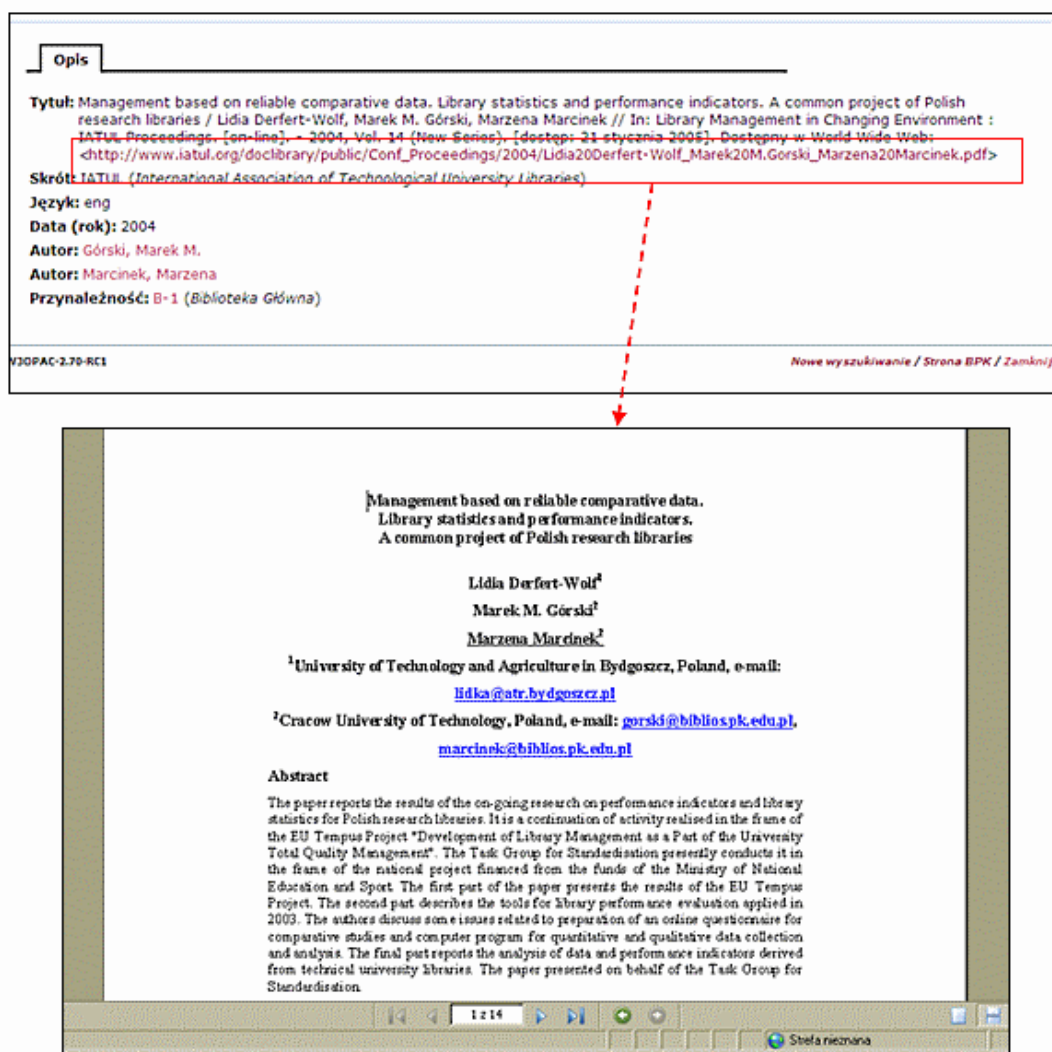 Opis
Tytuł: Management based on reliable comparative data. Library statistics and performance indicators. A common project of Polish
research libraries / Lidia Derfert-Wolf, Marek M. Górski, Marzena Marcinek // In: Library Management in Changing Environment :
IATUL Proceedings. [on-line]. - 2004, Vol. 14 (New Series). [dostęp: 21 stycznia 2005]. Dostępny w World Wide Web:
<http://www.iatul.org/doclibrary/public/Conf_Proceedings/2004/Lidia20Derfert-Wolf_Marek20M.Gorski_Marzena20Marcinek.pdf>
Skrót: IATUL (International Association of Technological University Libraries)
Język: eng
Data (rok): 2004
Autor: Górski, Marek M.
Autor: Marcinek, Marzena
Przynależność: B-1 (Biblioteka Główna)
V3OPAC-2.70-RC1 Nowe wyszukiwanie / Strona BPK / Zamknij
Management based on reliable comparative data.
Library statistics and performance indicators.
A common project of Polish research libraries
Lidia Derfert-Wolf²
Marek M. Górski²
Marzena Marcinek²
¹University of Technology and Agriculture in Bydgoszcz, Poland, e-mail:
lidka@atr.bydgoszcz.pl
²Cracow University of Technology, Poland, e-mail: gorski@biblios.pk.edu.pl,
marcinek@biblios.pk.edu.pl
Abstract
The paper reports the results of the on-going research on performance indicators and library
statistics for Polish research libraries. It is a continuation of activity realised in the frame of
the EU Tempus Project "Development of Library Management as a Part of the University
Total Quality Management". The Task Group for Standardisation presently conducts it in
the frame of the national project financed from the funds of the Ministry of National
Education and Sport. The first part of the paper presents the results of the EU Tempus
Project. The second part describes the tools for library performance evaluation applied in
2003. The authors discuss some issues related to preparation of an online questionnaire for
comparative studies and computer program for quantitative and qualitative data collection
and analysis. The final part reports the analysis of data and performance indicators derived
from technical university libraries. The paper presented on behalf of the Task Group for
Standardisation.
1 z 14
Strefa nieznana